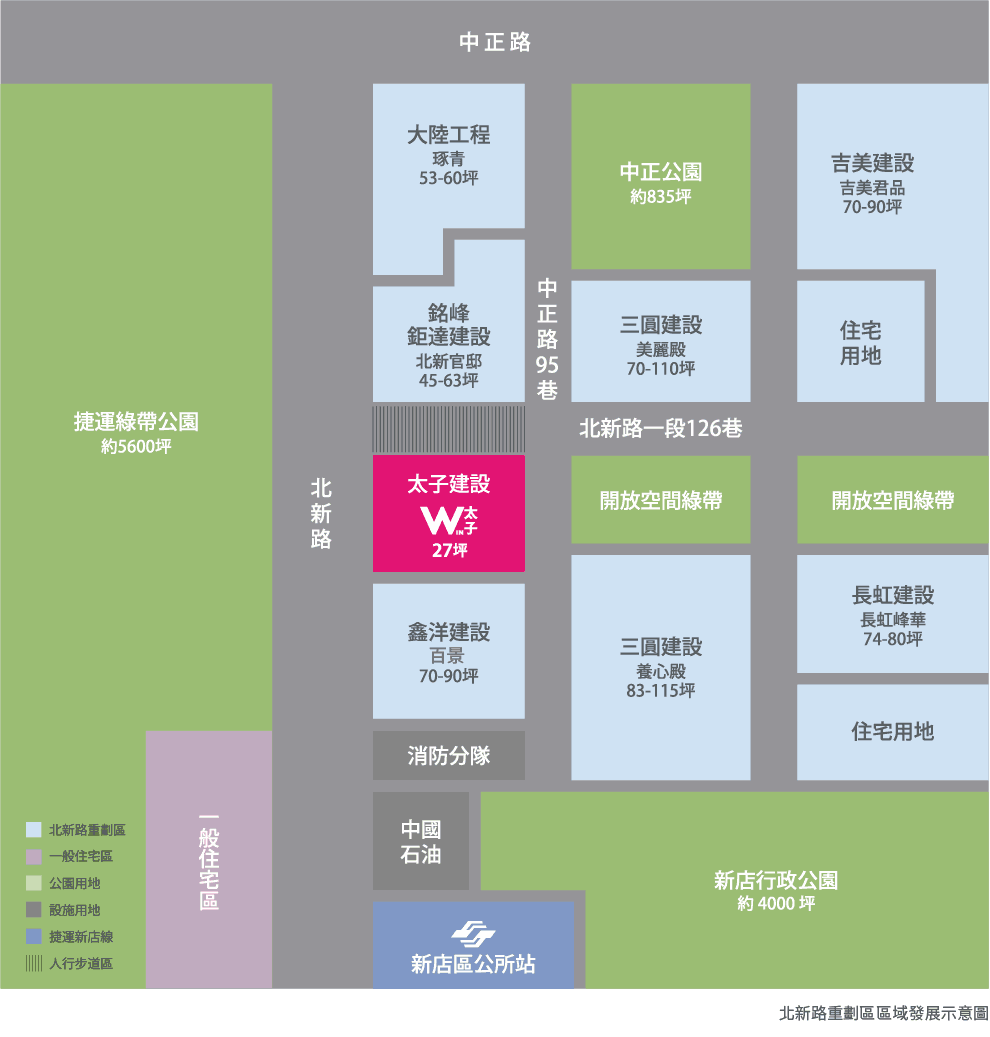 中正路
大陸工程
琢青
53-60坪
中正公園
約835坪
吉美建設
吉美君品
70-90坪
銘峰
鉅達建設
北新官邸
45-63坪
中正路95巷
三圓建設
美麗殿
70-110坪
住宅
用地
捷運綠帶公園
約5600坪
北新路一段126巷
北新路
太子建設
WIN太子
27坪
開放空間綠帶
開放空間綠帶
鑫洋建設
百景
70-90坪
三圓建設
養心殿
83-115坪
長虹建設
長虹峰華
74-80坪
住宅用地
消防分隊
中國
石油
一般住宅區
新店行政公園
約 4000 坪
新店區公所站
北新路重劃區
一般住宅區
公園用地
設施用地
捷運新店線
人行步道區
北新路重劃區區域發展示意圖